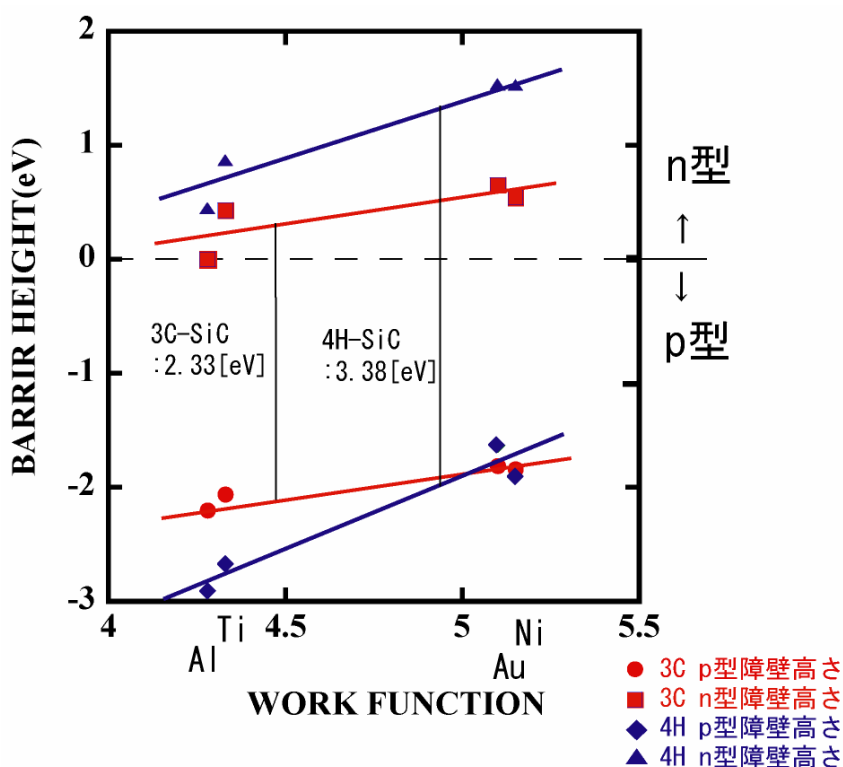 2
1
0
-1
-2
-3
BARRIR HEIGHT(eV)
n型
↑
↓
p型
3C-SiC
:2.33[eV]
4H-SiC
:3.38[eV]
4
4.5
5
5.5
Ti
Al
Ni
Au
WORK FUNCTION
3C p型障壁高さ
3C n型障壁高さ
4H p型障壁高さ
4H n型障壁高さ